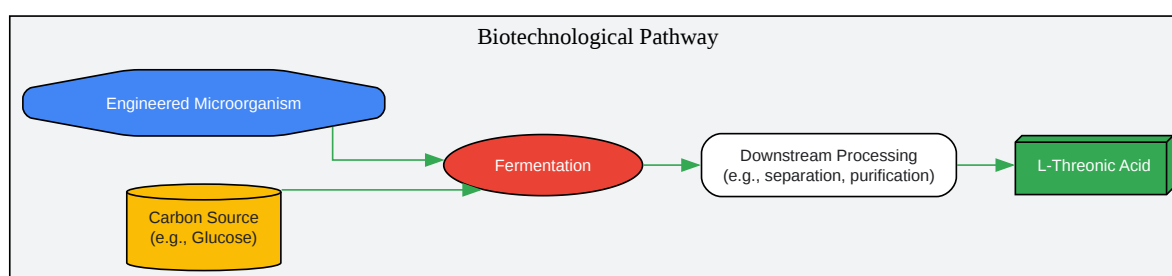 Biotechnological Pathway
Engineered Microorganism
Fermentation
Downstream Processing
(e.g., separation, purification)
L-Threonic Acid
Carbon Source
(e.g., Glucose)